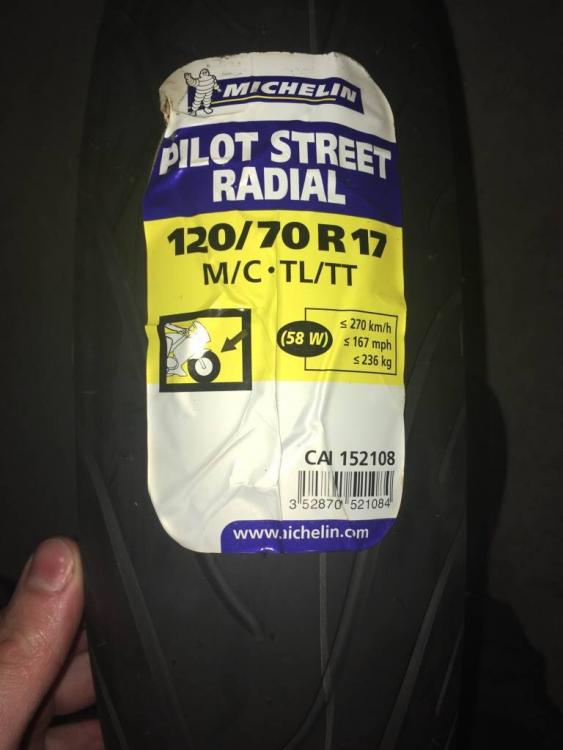 MICHELIN
PILOT STREET
RADIAL
120/70 R 17
M/C • TL/TT
(58 W)
≤ 270 km/h
≤ 167 mph
≤ 236 kg
CAI 152108
3 52870 521084
www.michelin.com